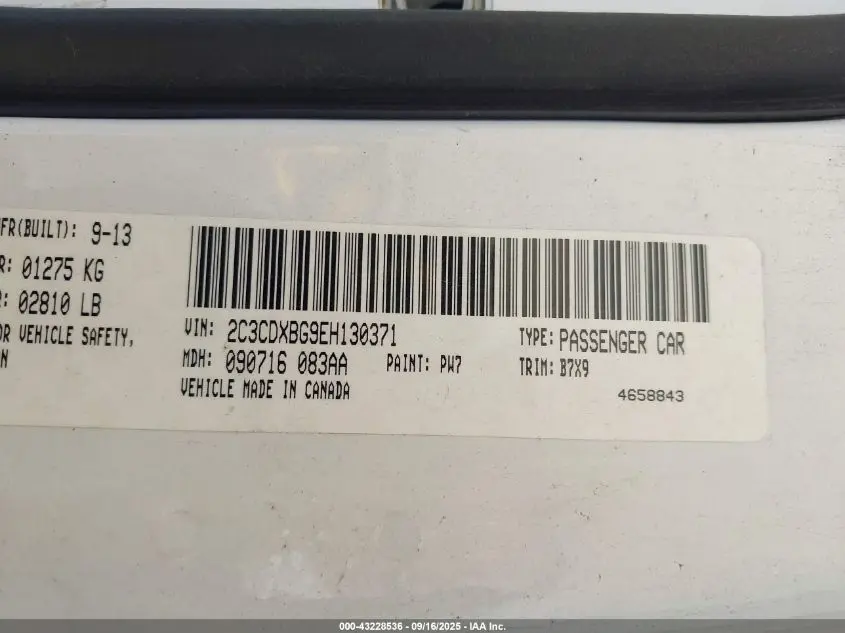 FR(BUILT): 9-13
R: 01275 KG
: 02810 LB
OR VEHICLE SAFETY,
N
VIN: 2C3CDXBG9EH130371
TYPE: PASSENGER CAR
MDH: 090716 083AA
PAINT: PW7
TRIM: B7X9
VEHICLE MADE IN CANADA
4658843
000-43228536 - 09/16/2025 - IAA Inc.